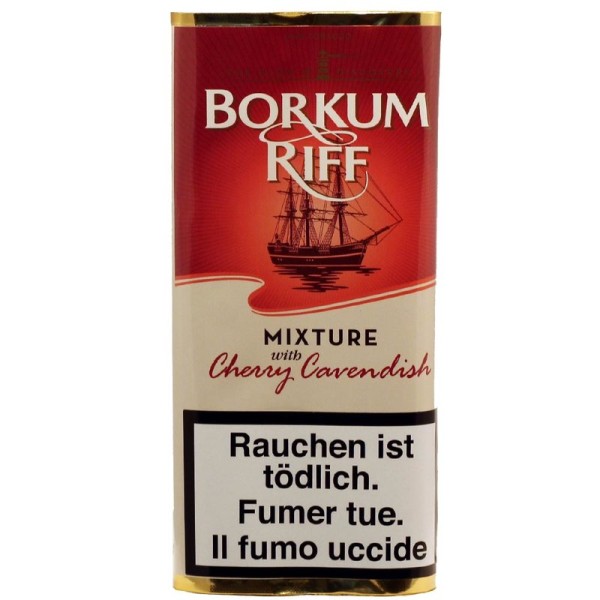 BORKUM
RIFF
MIXTURE
with
Cherry Cavendish
Rauchen ist
tödlich.
Fumer tue.
Il fumo uccide